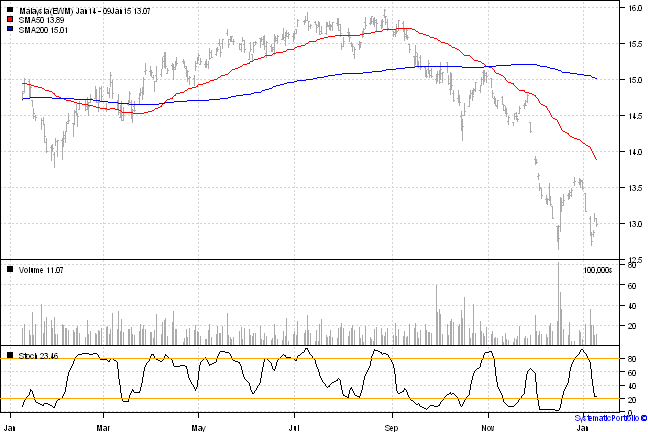 Malaysia(EWM) Jan14 - 09Jan15 13.07
SMA50 13.89
SMA200 15.01
16.0
15.5
15.0
14.5
14.0
13.5
13.0
12.5
Volume 11.07
100,000s
80
60
40
20
Stoch 23.46
80
60
40
20
0
Jan Mar May Jul Sep Nov Jan
SystematicPortfolio ©